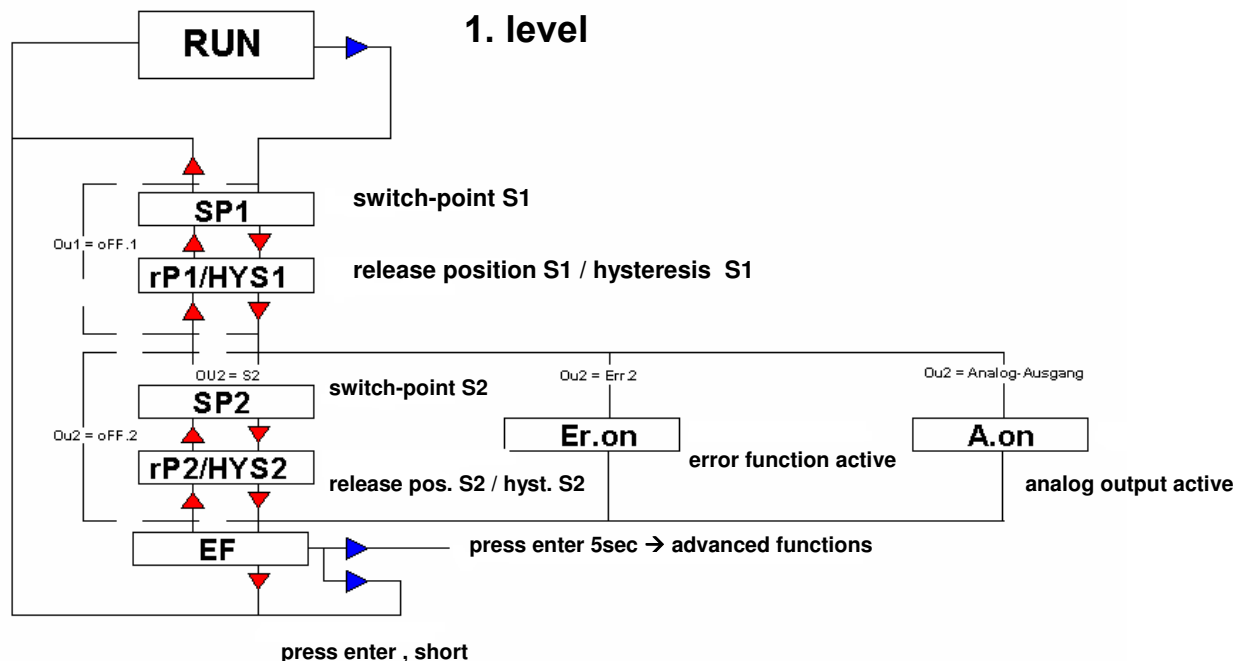 1. level
RUN
SP1
switch-point S1
Ou1 = oFF.1
rP1/HYS1
release position S1 / hysteresis S1
OU2 = S2
Ou2 = Err.2
Ou2 = Analog-Ausgang
SP2
switch-point S2
Ou2 = oFF.2
Er.on
error function active
A.on
analog output active
rP2/HYS2
release pos. S2 / hyst. S2
EF
press enter 5sec → advanced functions
press enter , short